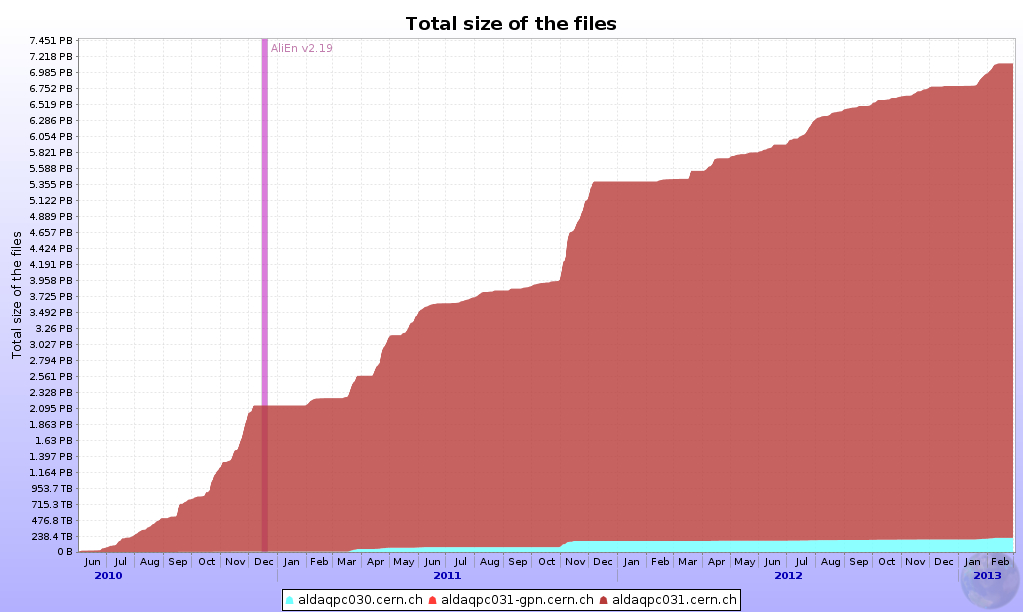 Total size of the files
AliEn v2.19
Total size of the files
7.451 PB
7.218 PB
6.985 PB
6.752 PB
6.519 PB
6.286 PB
6.054 PB
5.821 PB
5.588 PB
5.355 PB
5.122 PB
4.889 PB
4.657 PB
4.424 PB
4.191 PB
3.958 PB
3.725 PB
3.492 PB
3.26 PB
3.027 PB
2.794 PB
2.561 PB
2.328 PB
2.095 PB
1.863 PB
1.63 PB
1.397 PB
1.164 PB
953.7 TB
715.3 TB
476.8 TB
238.4 TB
0 B
Jun Jul Aug Sep Oct Nov Dec Jan Feb Mar Apr May Jun Jul Aug Sep Oct Nov Dec Jan Feb Mar Apr May Jun Jul Aug Sep Oct Nov Dec Jan Feb
2010 2011 2012 2013
aldaqpc030.cern.ch aldaqpc031-gpn.cern.ch aldaqpc031.cern.ch